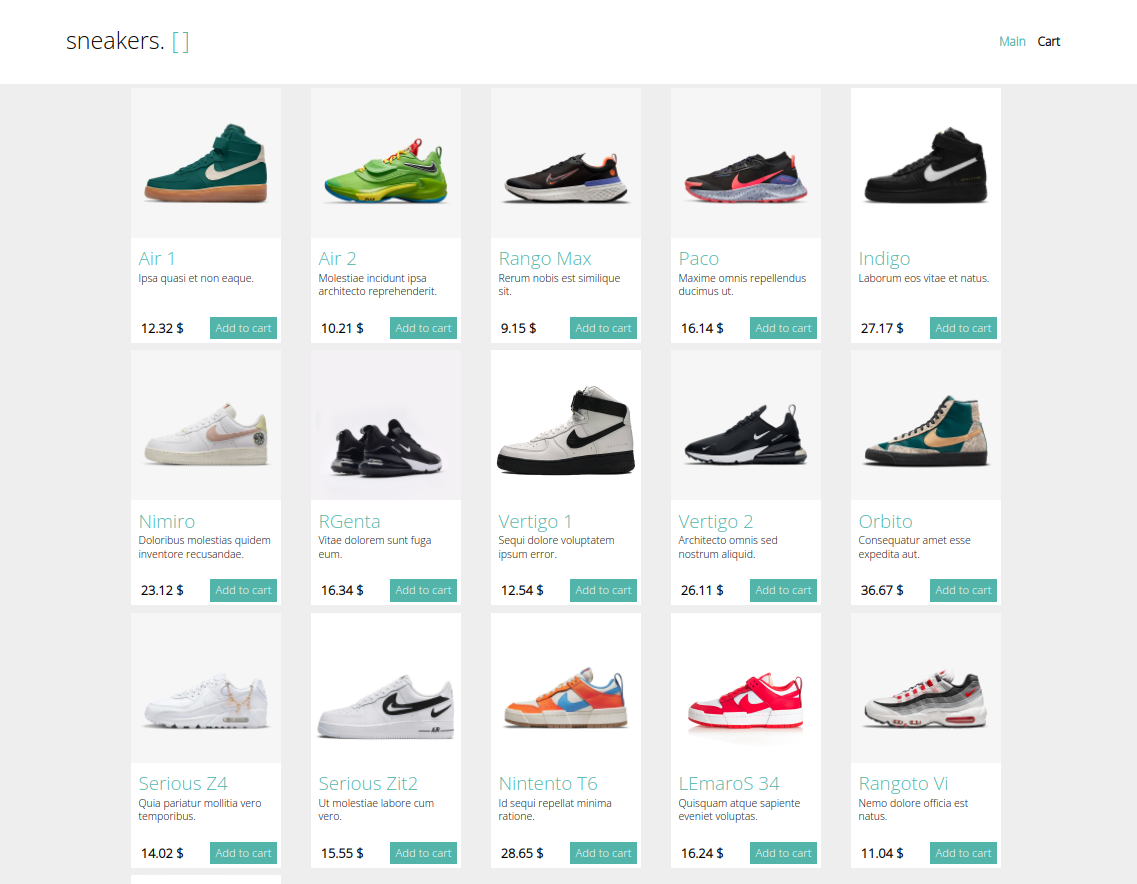 sneakers. [ ]
Main Cart
Air 1
Ipsa quasi et non eaque.
12.32 $
Add to cart
Air 2
Molestiae incidunt ipsa
architecto reprehenderit.
10.21 $
Add to cart
Rango Max
Rerum nobis est similique
sit.
9.15 $
Add to cart
Paco
Maxime omnis repellendus
ducimus ut.
16.14 $
Add to cart
Indigo
Laborum eos vitae et natus.
27.17 $
Add to cart
Nimiro
Doloribus molestias quidem
inventore recusandae.
23.12 $
Add to cart
RGenta
Vitae dolorem sunt fuga
eum.
16.34 $
Add to cart
Vertigo 1
Sequi dolore voluptatem
ipsum error.
12.54 $
Add to cart
Vertigo 2
Architecto omnis sed
nostrum aliquid.
26.11 $
Add to cart
Orbito
Consequatur amet esse
expedita aut.
36.67 $
Add to cart
Serious Z4
Quia pariatur mollitia vero
temporibus.
14.02 $
Add to cart
AIR
Serious Zit2
Ut molestiae labore cum
vero.
15.55 $
Add to cart
Nintento T6
Id sequi repellat minima
ratione.
28.65 $
Add to cart
LEmaroS 34
Quisquam atque sapiente
eveniet voluptas.
16.24 $
Add to cart
Rangoto Vi
Nemo dolore officia est
natus.
11.04 $
Add to cart